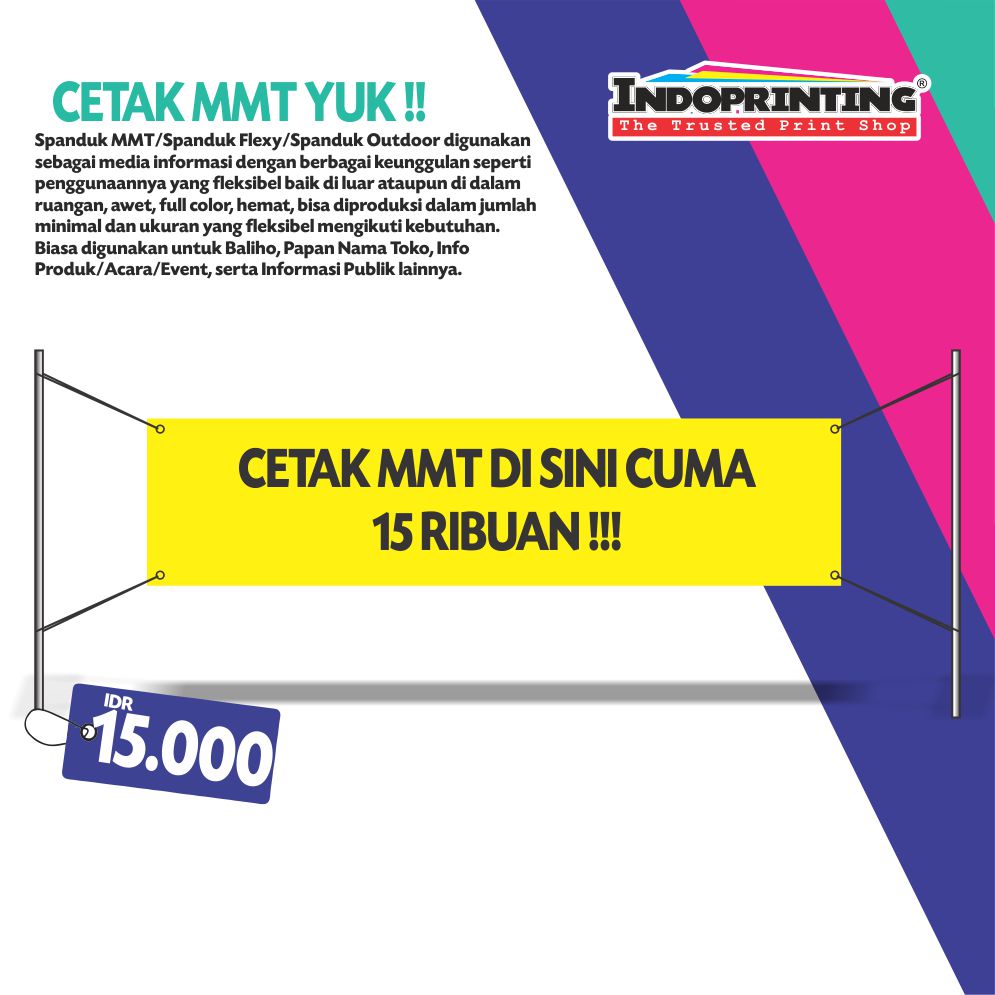 CETAK MMT YUK !!
INDOPRINTING®
The Trusted Print Shop
Spanduk MMT/Spanduk Flexy/Spanduk Outdoor digunakan
sebagai media informasi dengan berbagai keunggulan seperti
penggunaannya yang fleksibel baik di luar ataupun di dalam
ruangan, awet, full color, hemat, bisa diproduksi dalam jumlah
minimal dan ukuran yang fleksibel mengikuti kebutuhan.
Biasa digunakan untuk Baliho, Papan Nama Toko, Info
Produk/Acara/Event, serta Informasi Publik lainnya.
CETAK MMT DI SINI CUMA
15 RIBUAN !!!
IDR
15.000